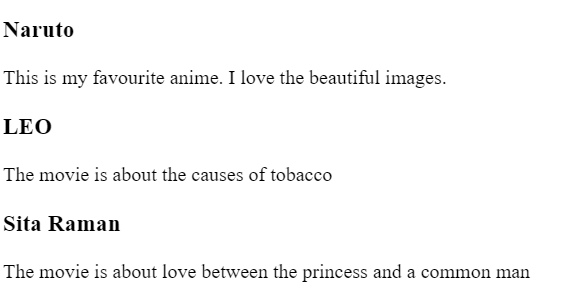 Naruto
This is my favourite anime. I love the beautiful images.
LEO
The movie is about the causes of tobacco
Sita Raman
The movie is about love between the princess and a common man